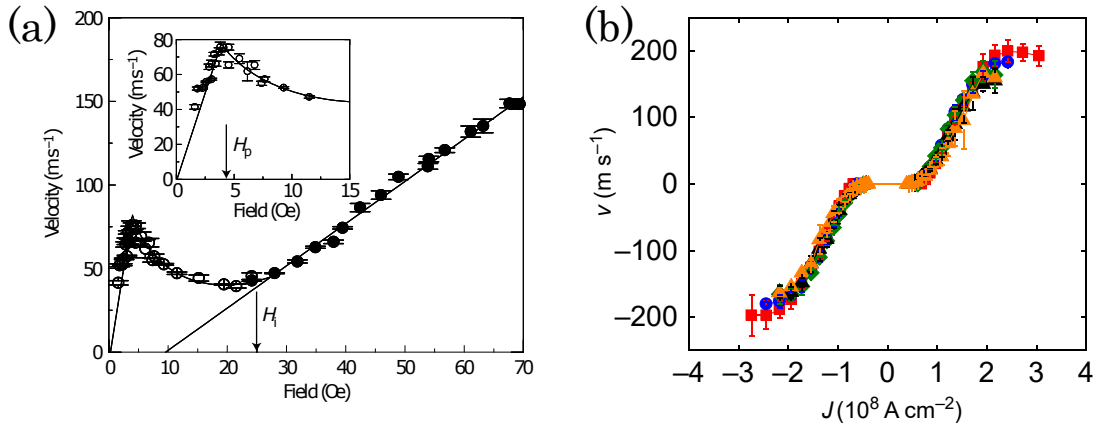 (a)
200
150
100
50
0
Velocity (ms⁻¹)
0 10 20 30 40 50 60 70
Field (Oe)
Hᵢ
100
80
60
40
20
0
Velocity (ms⁻¹)
0 5 10 15
Field (Oe)
Hₚ
(b)
200
100
0
−100
−200
v (m s⁻¹)
−4 −3 −2 −1 0 1 2 3 4
J (10⁸ A cm⁻²)